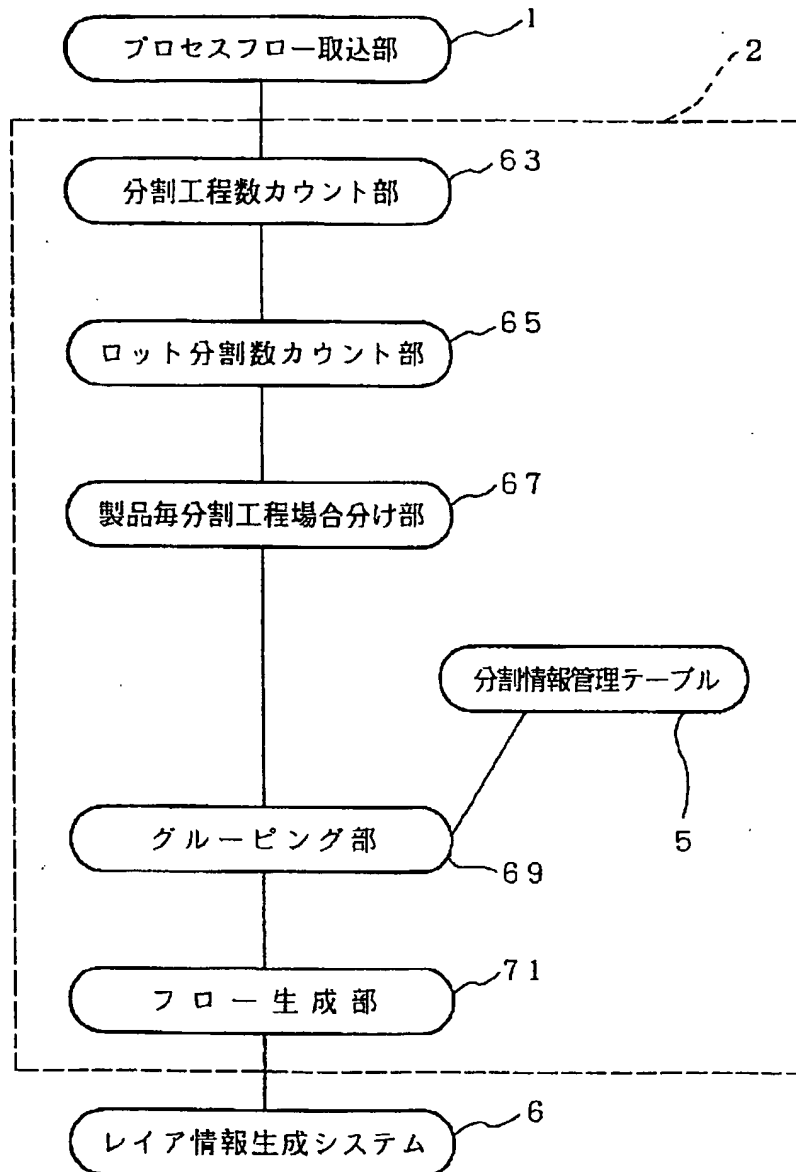 プロセスフロー取込部
1
2
分割工程数カウント部
63
ロット分割数カウント部
65
製品毎分割工程場合分け部
67
分割情報管理テーブル
5
グルーピング部
69
フロー生成部
71
レイア情報生成システム
6